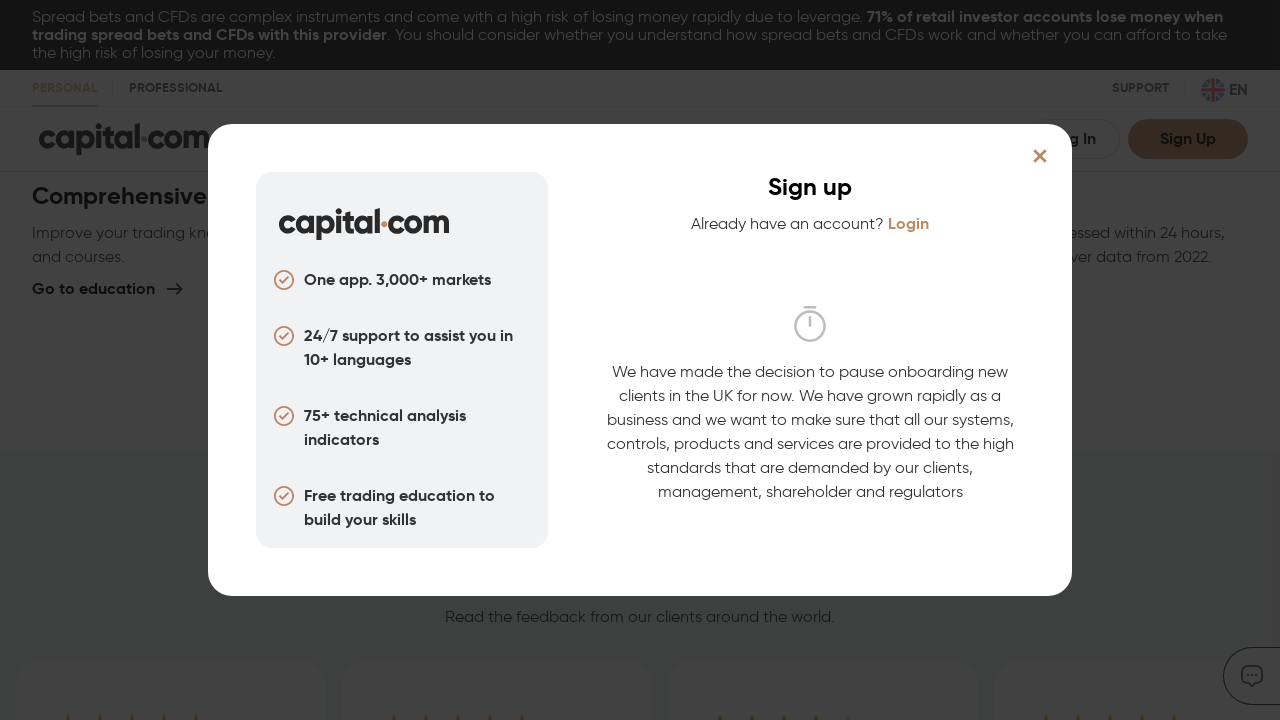 Spread bets and CFDs are complex instruments and come with a high risk of losing money rapidly due to leverage. 71% of retail investor accounts lose money when
trading spread bets and CFDs with this provider. You should consider whether you understand how spread bets and CFDs work and whether you can afford to take
the high risk of losing your money.
PERSONAL PROFESSIONAL SUPPORT EN
capital.com g In Sign Up
Comprehensive
Improve your trading kn
and courses.
Go to education
essed within 24 hours,
ver data from 2022.
capital.com
One app. 3,000+ markets
24/7 support to assist you in
10+ languages
75+ technical analysis
indicators
Free trading education to
build your skills
Sign up
Already have an account? Login
We have made the decision to pause onboarding new
clients in the UK for now. We have grown rapidly as a
business and we want to make sure that all our systems,
controls, products and services are provided to the high
standards that are demanded by our clients,
management, shareholder and regulators
Read the feedback from our clients around the world.